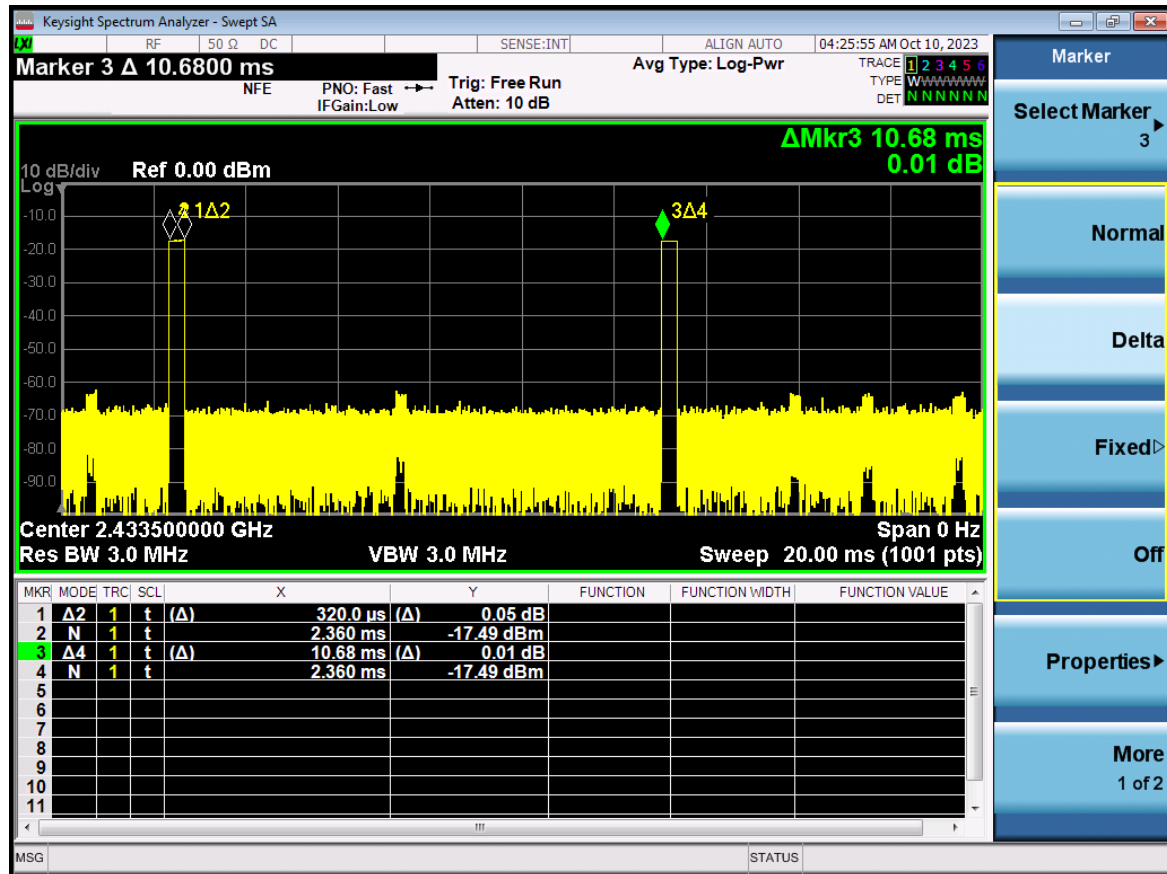 Keysight Spectrum Analyzer - Swept SA
LXI RF 50 Ω DC SENSE:INT ALIGN AUTO 04:25:55 AM Oct 10, 2023
Marker 3 Δ 10.6800 ms
NFE
PNO: Fast
IFGain:Low
Trig: Free Run
Atten: 10 dB
Avg Type: Log-Pwr
TRACE 1 2 3 4 5 6
TYPE WWWWWW
DET N N N N N N
ΔMkr3 10.68 ms
0.01 dB
10 dB/div Ref 0.00 dBm
Log
2 1Δ2
3Δ4
-10.0
-20.0
-30.0
-40.0
-50.0
-60.0
-70.0
-80.0
-90.0
Center 2.433500000 GHz Span 0 Hz
Res BW 3.0 MHz VBW 3.0 MHz Sweep 20.00 ms (1001 pts)
MKR MODE TRC SCL X Y FUNCTION FUNCTION WIDTH FUNCTION VALUE
1 Δ2 1 t (Δ) 320.0 µs (Δ) 0.05 dB
2 N 1 t 2.360 ms -17.49 dBm
3 Δ4 1 t (Δ) 10.68 ms (Δ) 0.01 dB
4 N 1 t 2.360 ms -17.49 dBm
5
6
7
8
9
10
11
MSG STATUS
Marker
Select Marker
3
Normal
Delta
Fixed
Off
Properties
More
1 of 2